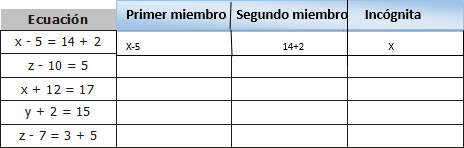 Ecuación Primer miembro Segundo miembro Incógnita
x - 5 = 14 + 2 X-5 14+2 X
z - 10 = 5
x + 12 = 17
y + 2 = 15
z - 7 = 3 + 5